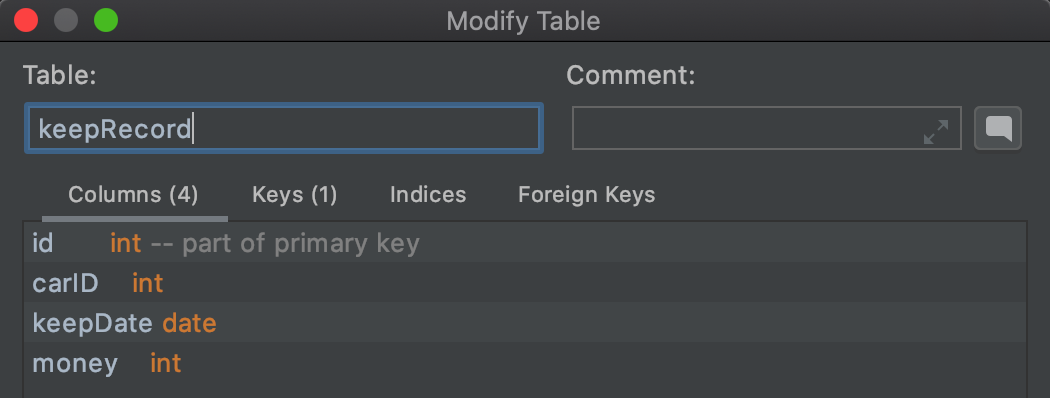 Modify Table
Table: Comment:
keepRecord
Columns (4) Keys (1) Indices Foreign Keys
id int -- part of primary key
carID int
keepDate date
money int